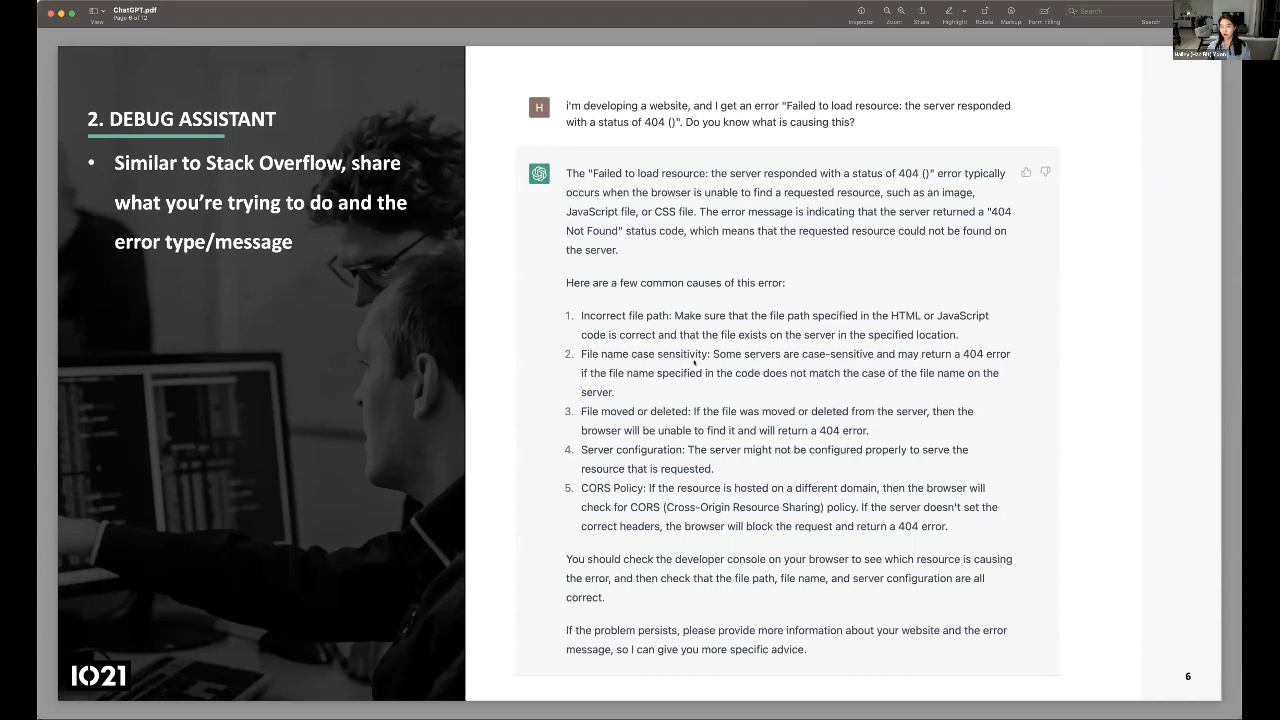 ChatGPT.pdf
Page 6 of 12
View
Inspector
Zoom
Share
Highlight
Rotate
Markup
Form Filling
Search
Search
2. DEBUG ASSISTANT
• Similar to Stack Overflow, share
what you’re trying to do and the
error type/message
H
i'm developing a website, and I get an error "Failed to load resource: the server responded
with a status of 404 ()". Do you know what is causing this?
The "Failed to load resource: the server responded with a status of 404 ()" error typically
occurs when the browser is unable to find a requested resource, such as an image,
JavaScript file, or CSS file. The error message is indicating that the server returned a "404
Not Found" status code, which means that the requested resource could not be found on
the server.
Here are a few common causes of this error:
1. Incorrect file path: Make sure that the file path specified in the HTML or JavaScript
code is correct and that the file exists on the server in the specified location.
2. File name case sensitivity: Some servers are case-sensitive and may return a 404 error
if the file name specified in the code does not match the case of the file name on the
server.
3. File moved or deleted: If the file was moved or deleted from the server, then the
browser will be unable to find it and will return a 404 error.
4. Server configuration: The server might not be configured properly to serve the
resource that is requested.
5. CORS Policy: If the resource is hosted on a different domain, then the browser will
check for CORS (Cross-Origin Resource Sharing) policy. If the server doesn't set the
correct headers, the browser will block the request and return a 404 error.
You should check the developer console on your browser to see which resource is causing
the error, and then check that the file path, file name, and server configuration are all
correct.
If the problem persists, please provide more information about your website and the error
message, so I can give you more specific advice.
IO21
6